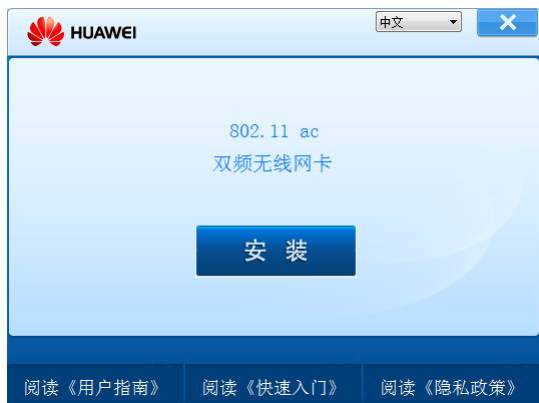 HUAWEI
中文
802.11 ac
双频无线网卡
安 装
阅读《用户指南》
阅读《快速入门》
阅读《隐私政策》